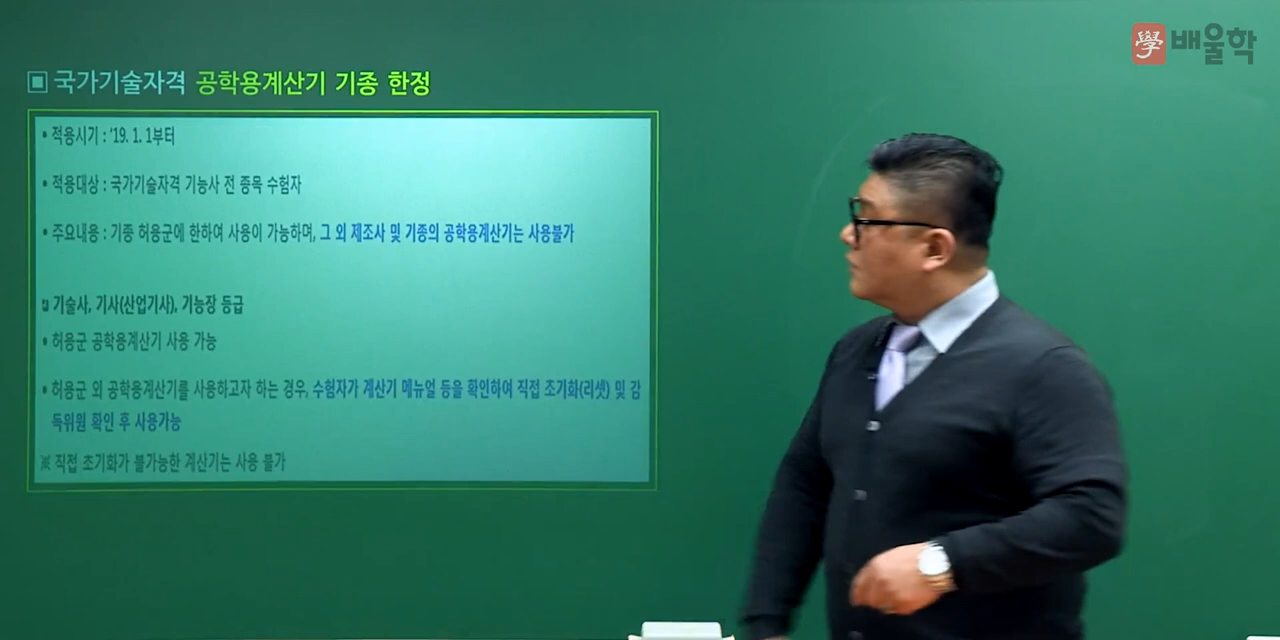 學 배울학
▣ 국가기술자격 공학용계산기 기종 한정
• 적용시기 : '19. 1. 1부터
• 적용대상 : 국가기술자격 기능사 전 종목 수험자
• 주요내용 : 기종 허용군에 한하여 사용이 가능하며, 그 외 제조사 및 기종의 공학용계산기는 사용불가
기술사, 기사(산업기사), 기능장 등급
• 허용군 공학용계산기 사용 가능
• 허용군 외 공학용계산기를 사용하고자 하는 경우, 수험자가 계산기 메뉴얼 등을 확인하여 직접 초기화(리셋) 및 감
독위원 확인 후 사용가능
※ 직접 초기화가 불가능한 계산기는 사용 불가